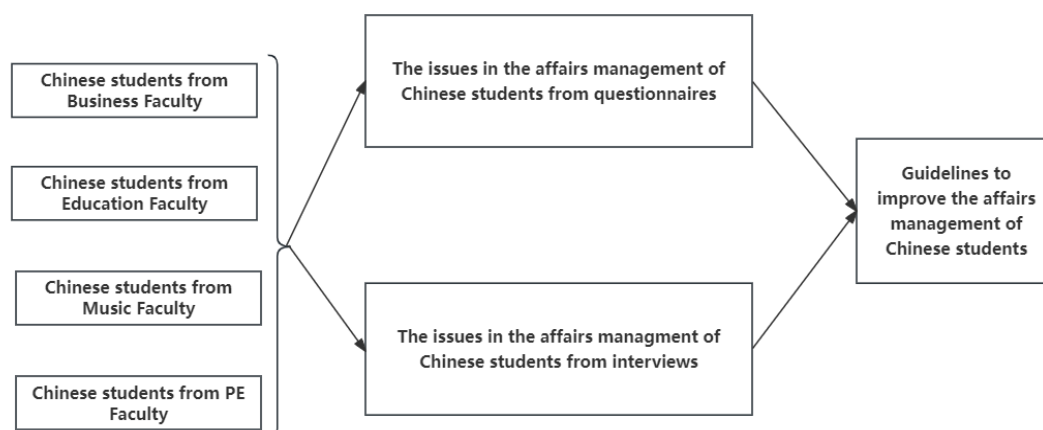 Chinese students from
Business Faculty
Chinese students from
Education Faculty
Chinese students from
Music Faculty
Chinese students from PE
Faculty
The issues in the affairs management of
Chinese students from questionnaires
The issues in the affairs managment of
Chinese students from interviews
Guidelines to
improve the affairs
management of
Chinese students